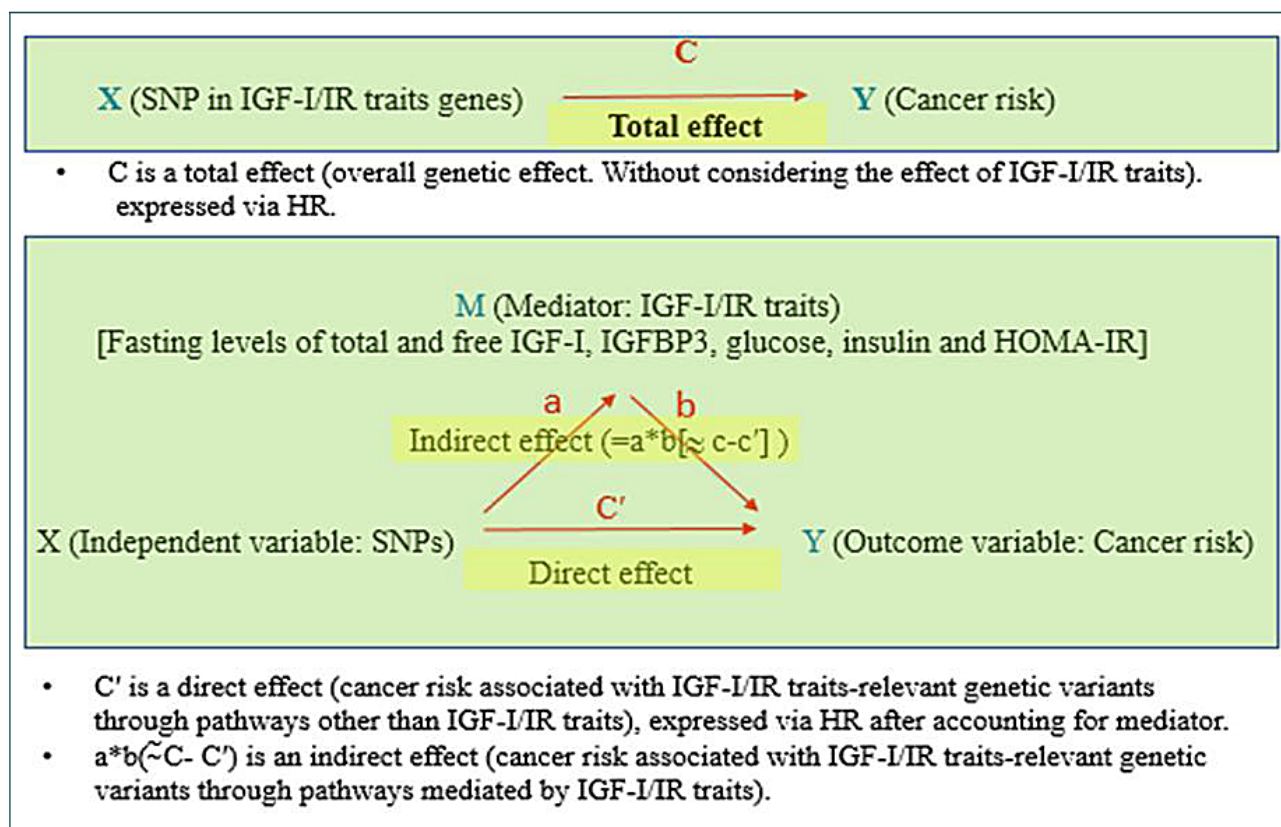 C
X (SNP in IGF-I/IR traits genes) Y (Cancer risk)
Total effect
• C is a total effect (overall genetic effect. Without considering the effect of IGF-I/IR traits).
expressed via HR.
M (Mediator: IGF-I/IR traits)
[Fasting levels of total and free IGF-I, IGFBP3, glucose, insulin and HOMA-IR]
a b
Indirect effect (=a*b[≈ c-c′] )
C′
X (Independent variable: SNPs) Y (Outcome variable: Cancer risk)
Direct effect
• C′ is a direct effect (cancer risk associated with IGF-I/IR traits-relevant genetic variants
through pathways other than IGF-I/IR traits), expressed via HR after accounting for mediator.
• a*b(~C- C′) is an indirect effect (cancer risk associated with IGF-I/IR traits-relevant genetic
variants through pathways mediated by IGF-I/IR traits).